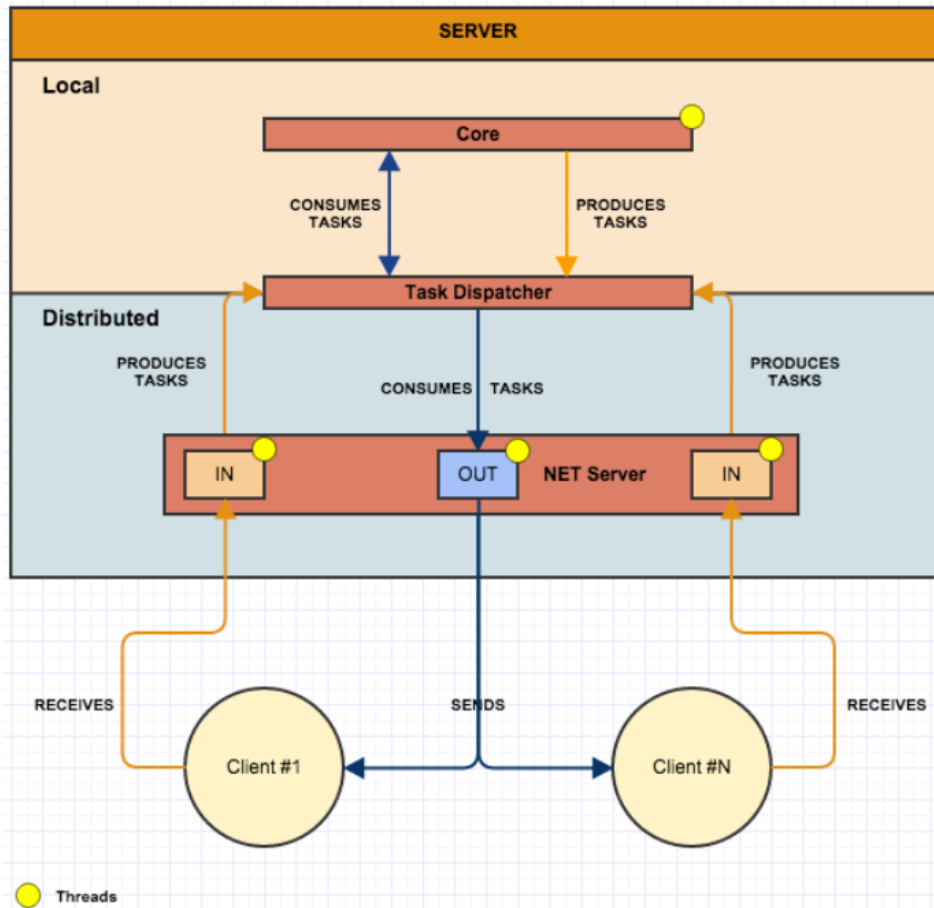 SERVER
Local
Core
CONSUMES
TASKS
PRODUCES
TASKS
Task Dispatcher
Distributed
PRODUCES
TASKS
CONSUMES TASKS
PRODUCES
TASKS
IN
OUT
NET Server
IN
RECEIVES
SENDS
RECEIVES
Client #1
Client #N
Threads